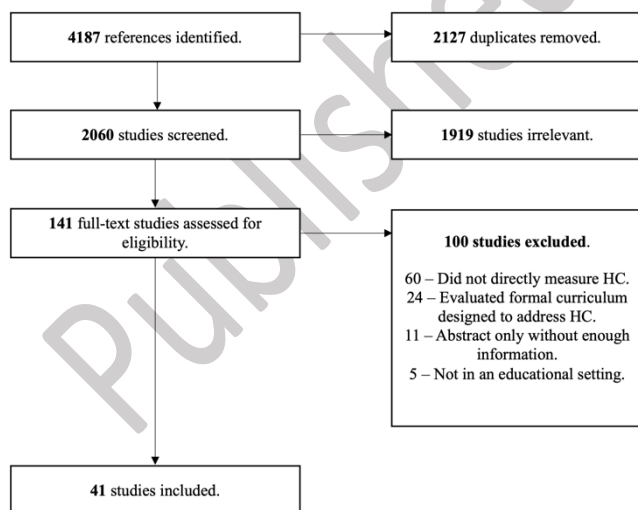 4187 references identified.
2127 duplicates removed.
2060 studies screened.
1919 studies irrelevant.
141 full-text studies assessed for
eligibility.
100 studies excluded.
60 – Did not directly measure HC.
24 – Evaluated formal curriculum
designed to address HC.
11 – Abstract only without enough
information.
5 – Not in an educational setting.
41 studies included.